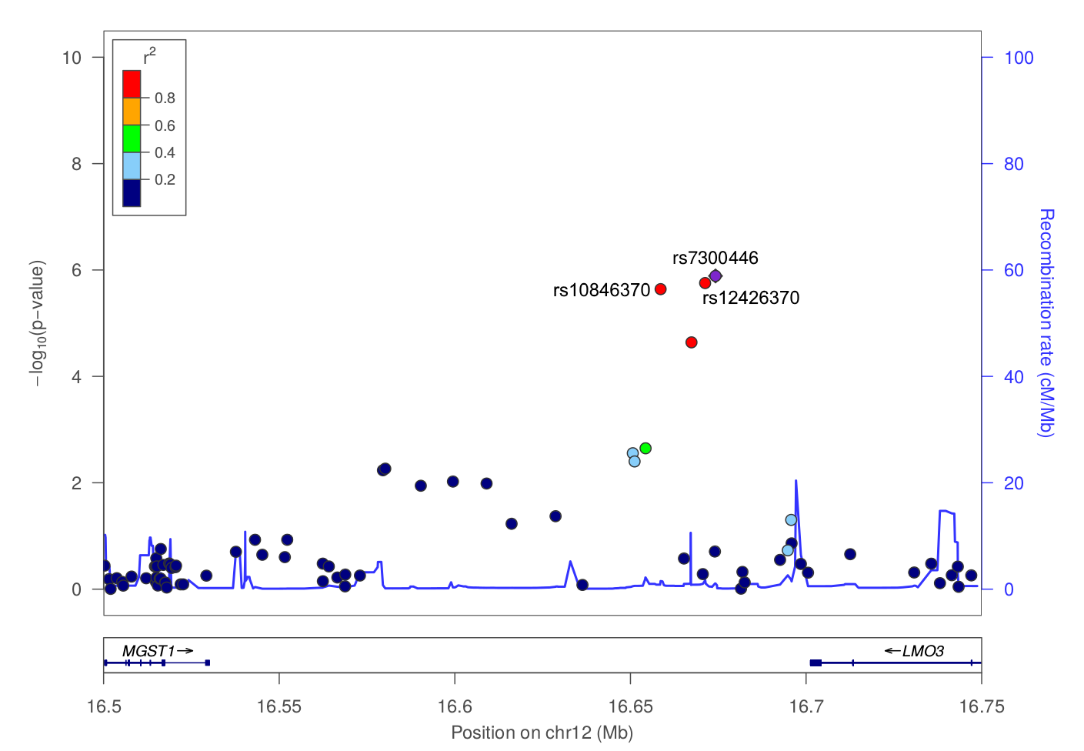 r2
0.8
0.6
0.4
0.2
10
8
6
4
2
0
−log10(p−value)
100
80
60
40
20
0
Recombination rate (cM/Mb)
rs7300446
rs10846370
rs12426370
MGST1→
←LMO3
16.5 16.55 16.6 16.65 16.7 16.75
Position on chr12 (Mb)